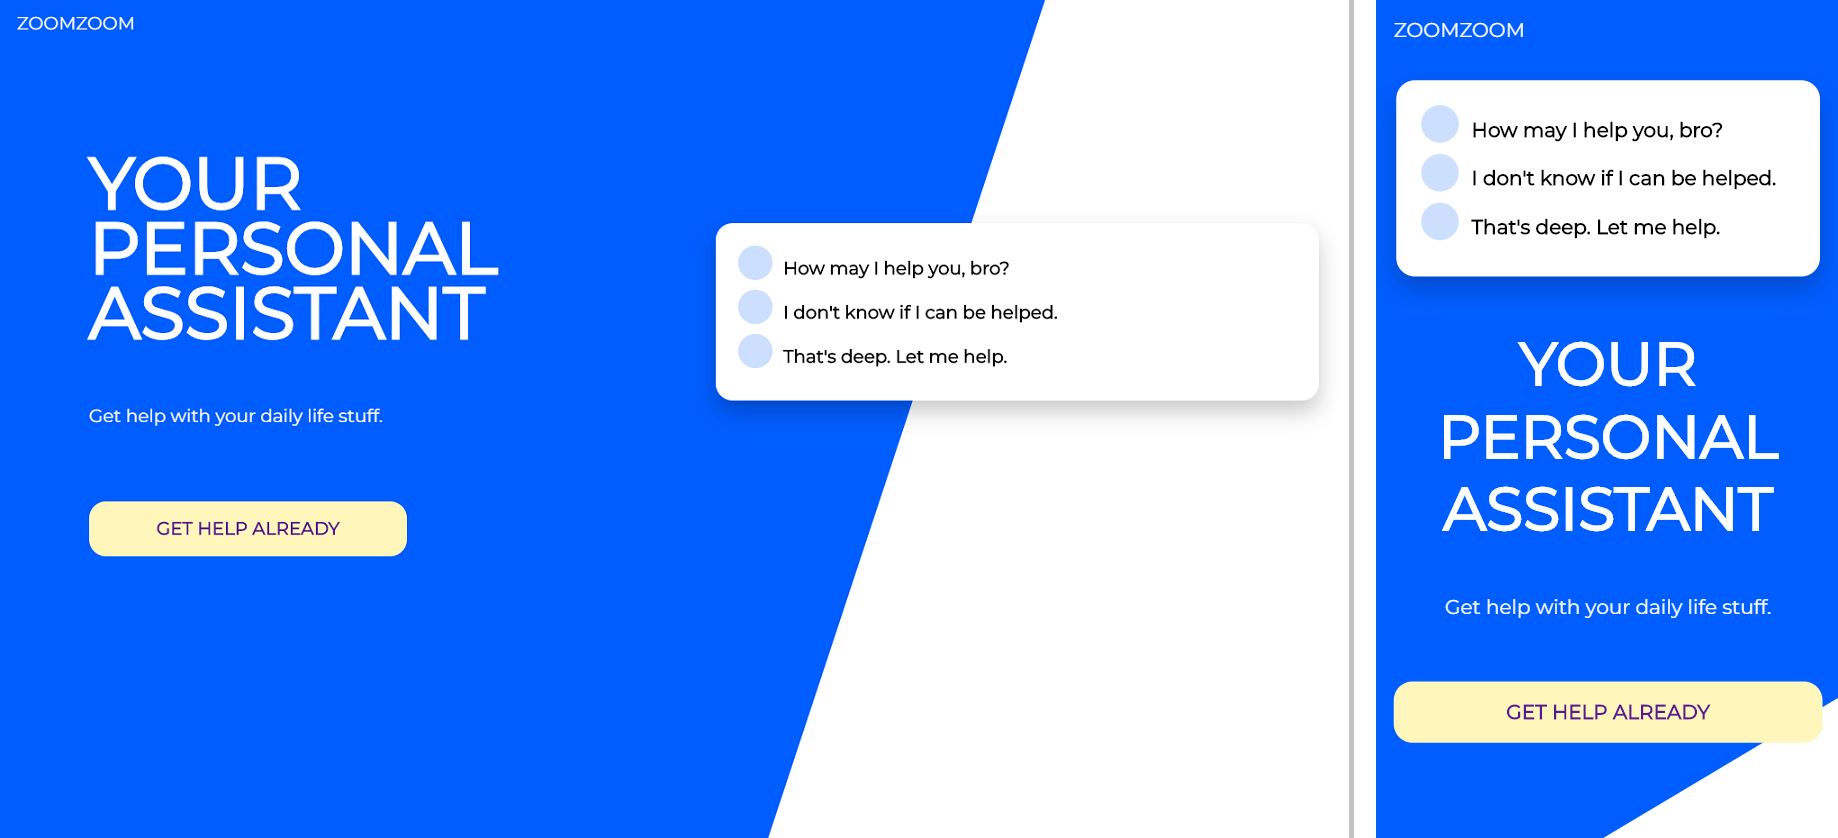 ZOOMZOOM
YOUR
PERSONAL
ASSISTANT
Get help with your daily life stuff.
GET HELP ALREADY
How may I help you, bro?
I don't know if I can be helped.
That's deep. Let me help.
ZOOMZOOM
How may I help you, bro?
I don't know if I can be helped.
That's deep. Let me help.
YOUR
PERSONAL
ASSISTANT
Get help with your daily life stuff.
GET HELP ALREADY